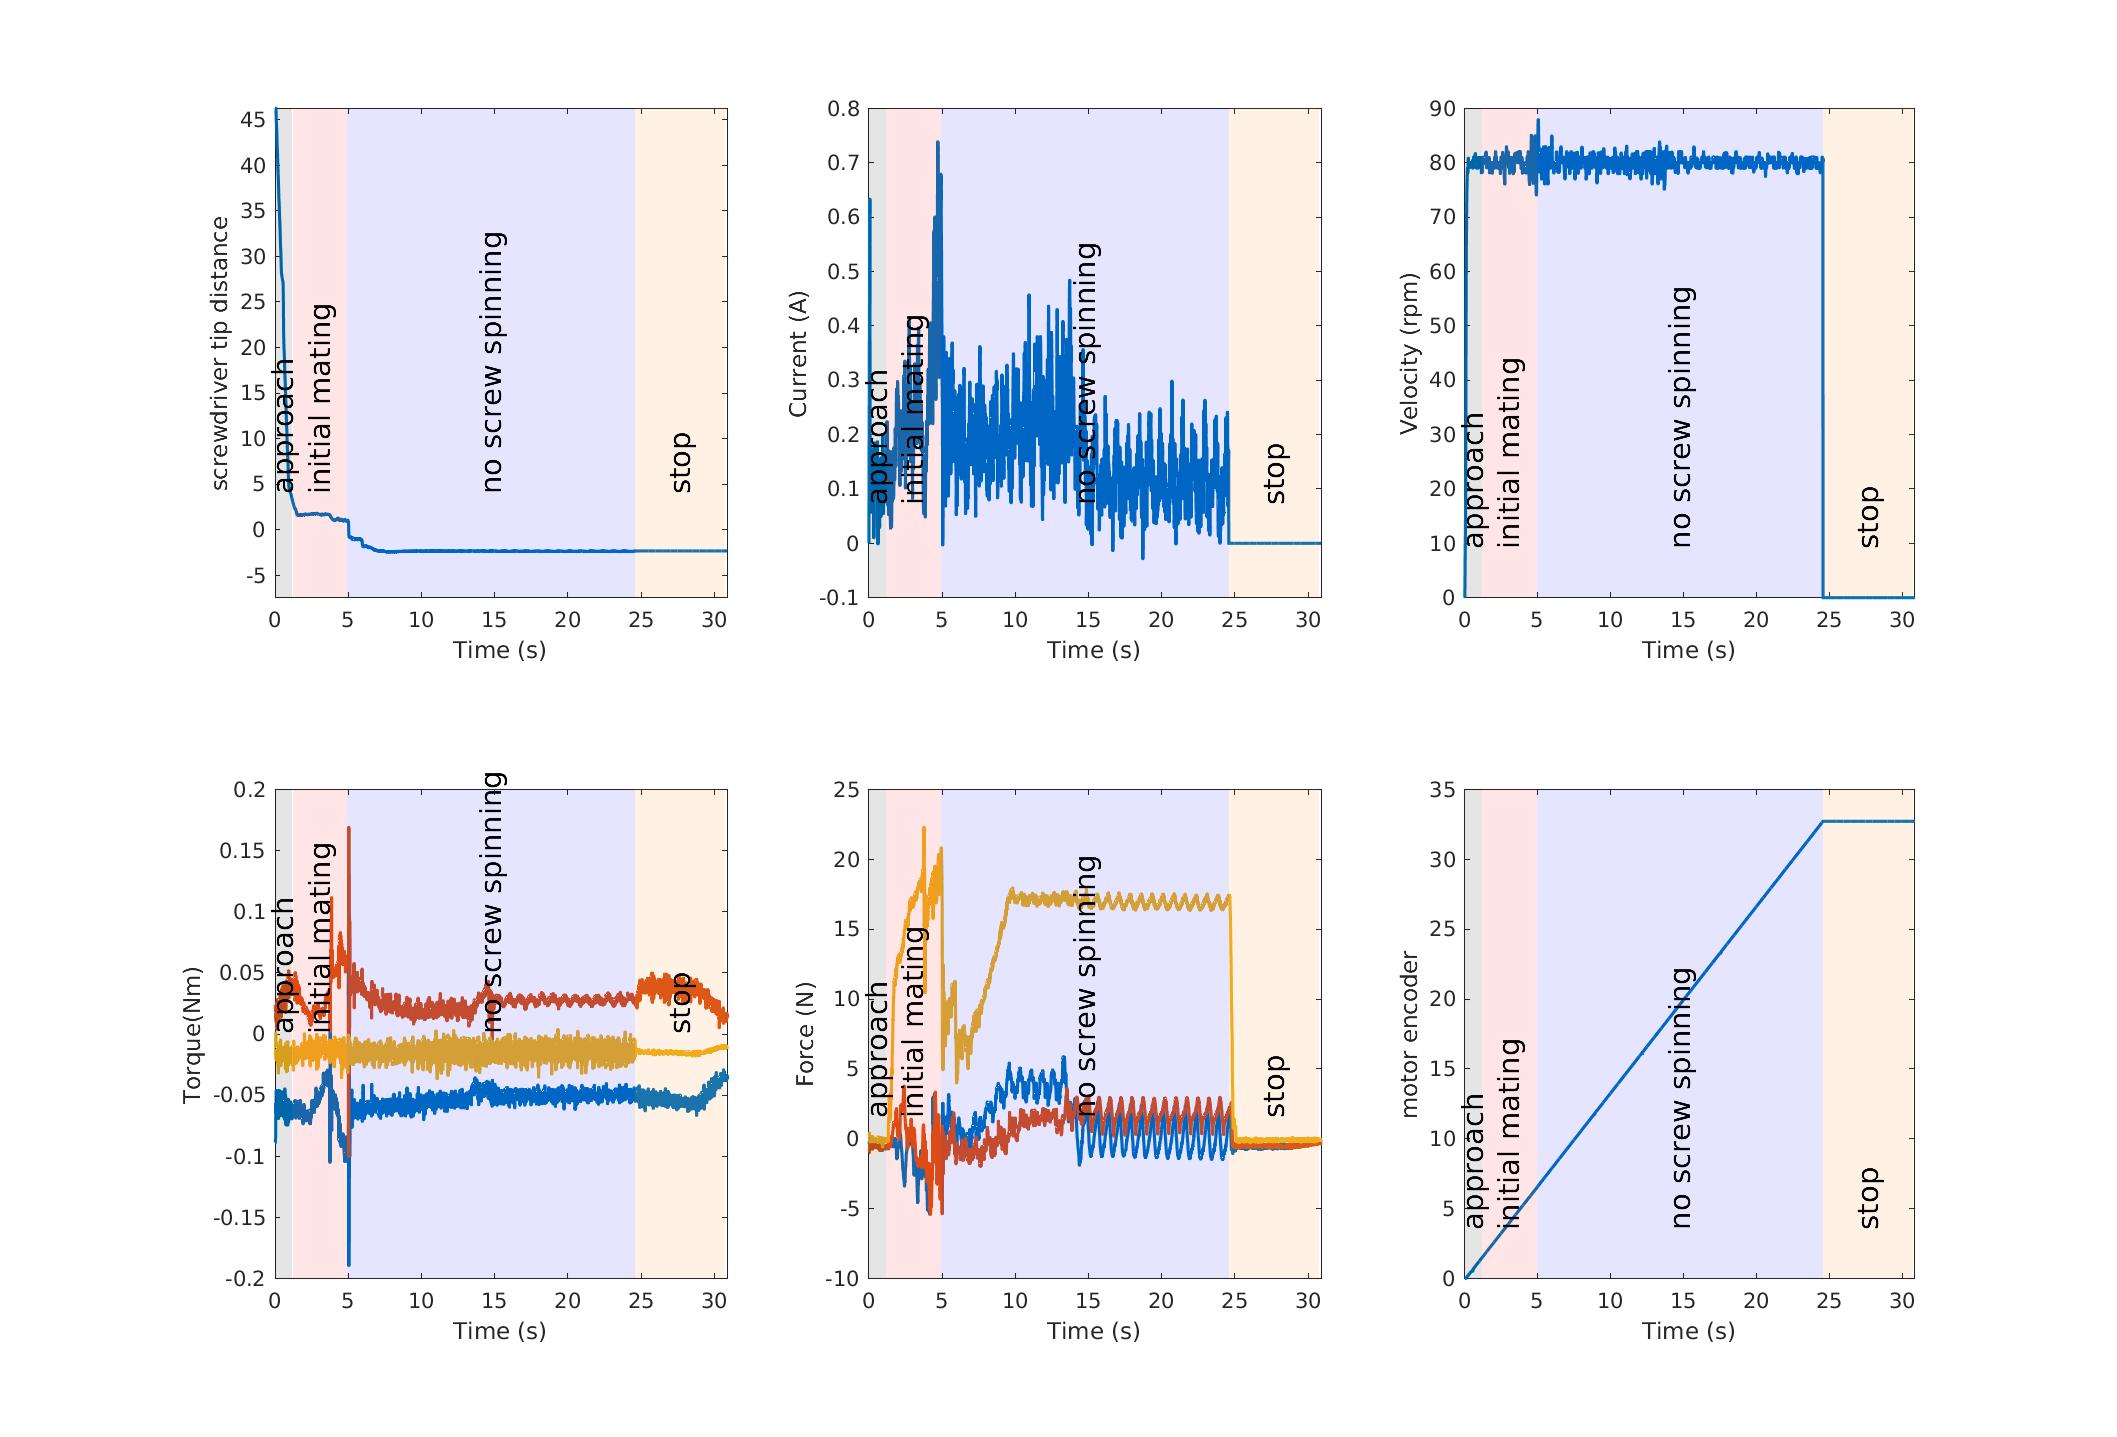 45
40
35
30
25
20
15
10
5
0
-5
screwdriver tip distance
approach
initial mating
no screw spinning
stop
0 5 10 15 20 25 30
Time (s)
0.8
0.7
0.6
0.5
0.4
0.3
0.2
0.1
0
-0.1
Current (A)
approach
initial mating
no screw spinning
stop
0 5 10 15 20 25 30
Time (s)
90
80
70
60
50
40
30
20
10
0
Velocity (rpm)
approach
initial mating
no screw spinning
stop
0 5 10 15 20 25 30
Time (s)
0.2
0.15
0.1
0.05
0
-0.05
-0.1
-0.15
-0.2
Torque(Nm)
approach
initial mating
no screw spinning
stop
0 5 10 15 20 25 30
Time (s)
25
20
15
10
5
0
-5
-10
Force (N)
approach
initial mating
no screw spinning
stop
0 5 10 15 20 25 30
Time (s)
35
30
25
20
15
10
5
0
motor encoder
approach
initial mating
no screw spinning
stop
0 5 10 15 20 25 30
Time (s)